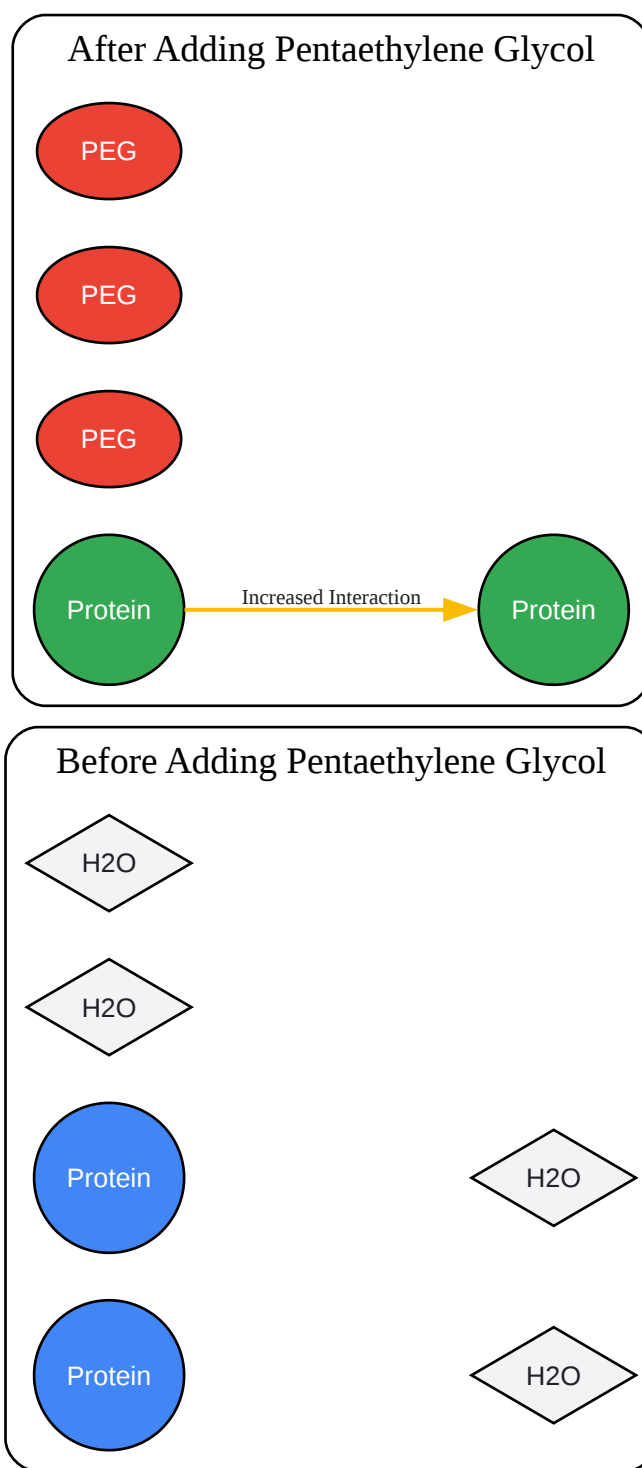 After Adding Pentaethylene Glycol
PEG
PEG
PEG
Protein
Increased Interaction
Protein
Before Adding Pentaethylene Glycol
H2O
H2O
Protein
H2O
Protein
H2O